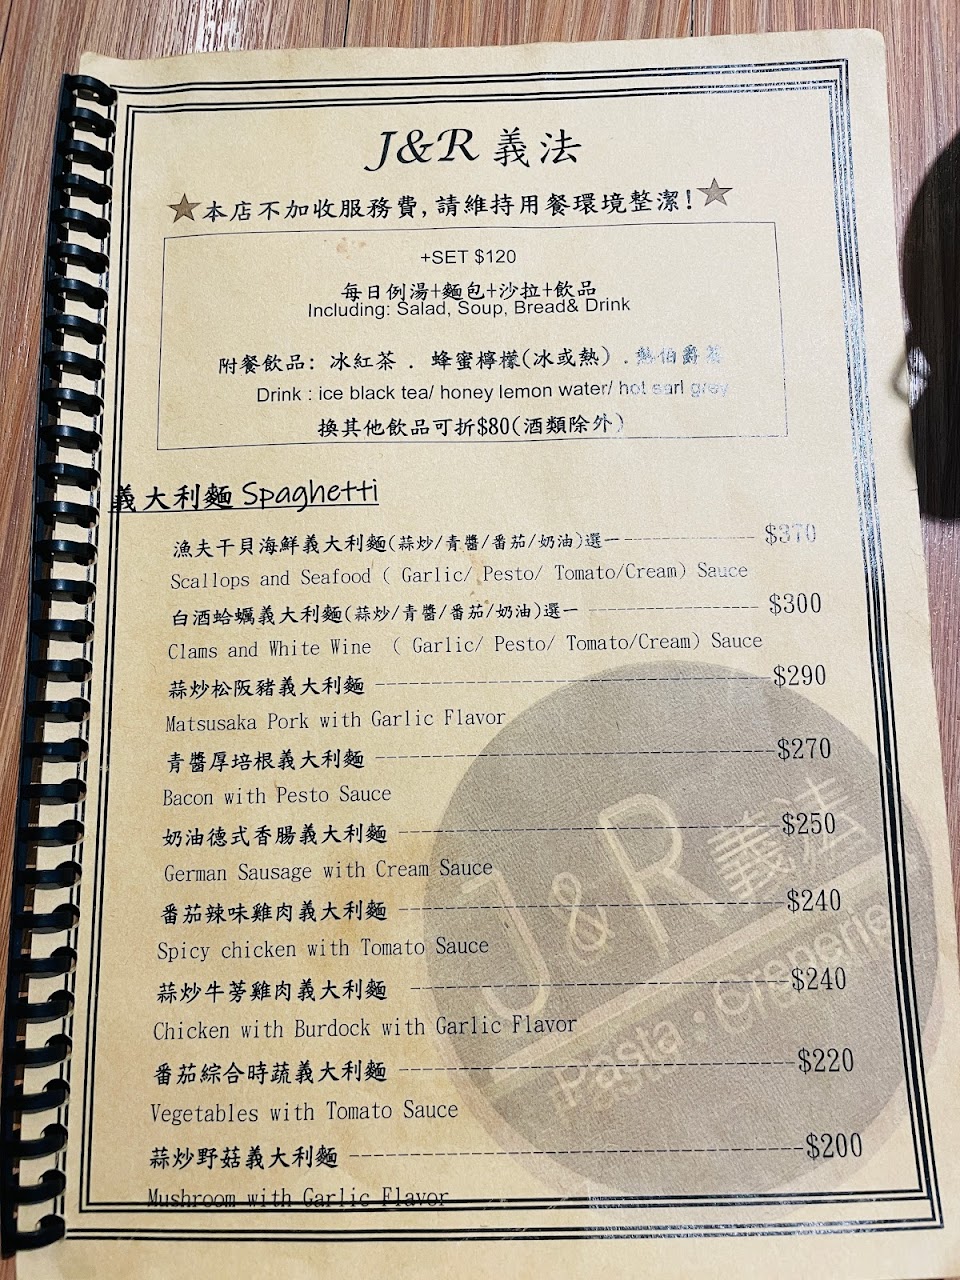 J&R 義法
★本店不加收服務費,請維持用餐環境整潔!★
+SET $120
每日例湯+麵包+沙拉+飲品
Including: Salad, Soup, Bread& Drink
附餐飲品: 冰紅茶 . 蜂蜜檸檬(冰或熱) .熱伯爵茶
Drink : ice black tea/ honey lemon water/ hot earl grey
換其他飲品可折$80(酒類除外)
義大利麵 Spaghetti
漁夫干貝海鮮義大利麵(蒜炒/青醬/番茄/奶油)選一 $370
Scallops and Seafood ( Garlic/ Pesto/ Tomato/Cream) Sauce
白酒蛤蠣義大利麵(蒜炒/青醬/番茄/奶油)選一 $300
Clams and White Wine ( Garlic/ Pesto/ Tomato/Cream) Sauce
蒜炒松阪豬義大利麵 $290
Matsusaka Pork with Garlic Flavor
青醬厚培根義大利麵 $270
Bacon with Pesto Sauce
奶油德式香腸義大利麵 $250
German Sausage with Cream Sauce
番茄辣味雞肉義大利麵 $240
Spicy chicken with Tomato Sauce
蒜炒牛蒡雞肉義大利麵 $240
Chicken with Burdock with Garlic Flavor
番茄綜合時蔬義大利麵 $220
Vegetables with Tomato Sauce
蒜炒野菇義大利麵 $200
Mushroom with Garlic Flavor
J&R 義法
Pasta · Creperie